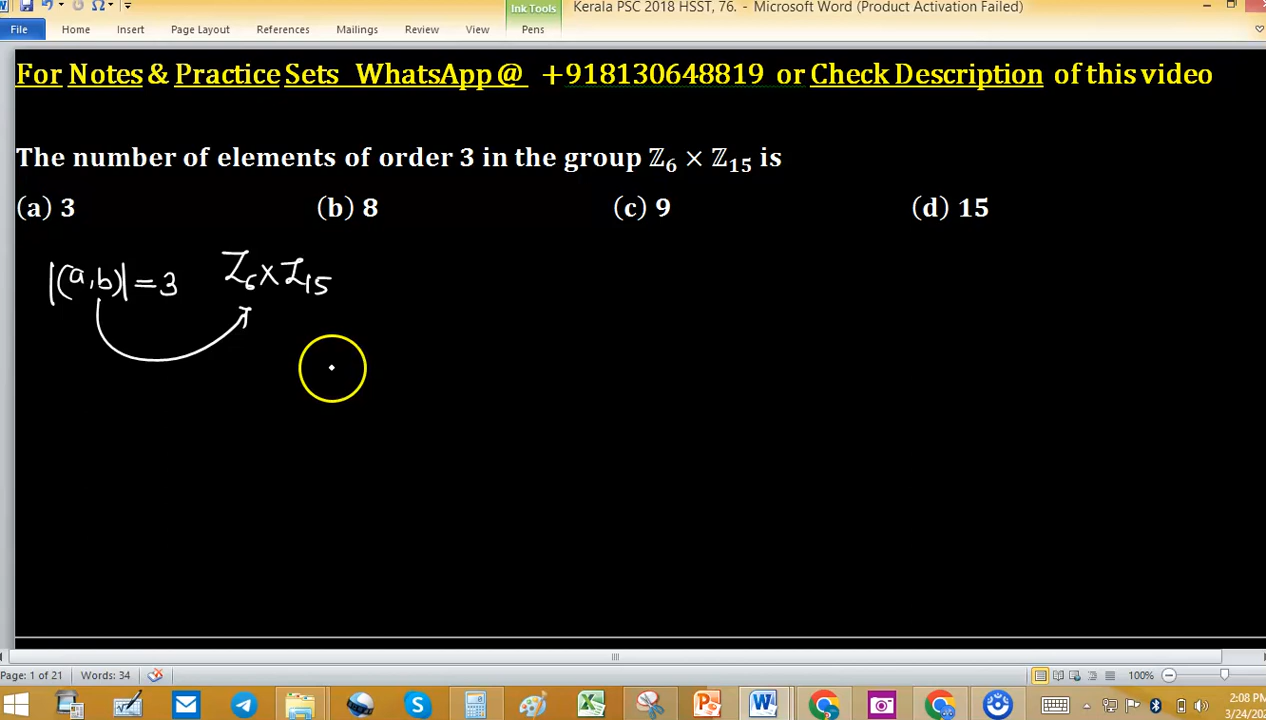 Kerala PSC 2018 HSST, 76. - Microsoft Word (Product Activation Failed)
Ink Tools
File Home Insert Page Layout References Mailings Review View Pens
For Notes & Practice Sets WhatsApp @ +918130648819 or Check Description of this video
The number of elements of order 3 in the group ℤ₆ × ℤ₁₅ is
(a) 3 (b) 8 (c) 9 (d) 15
|(a,b)| = 3 Z₆×Z₁₅
Page: 1 of 21 Words: 34 100%
2:08 PM